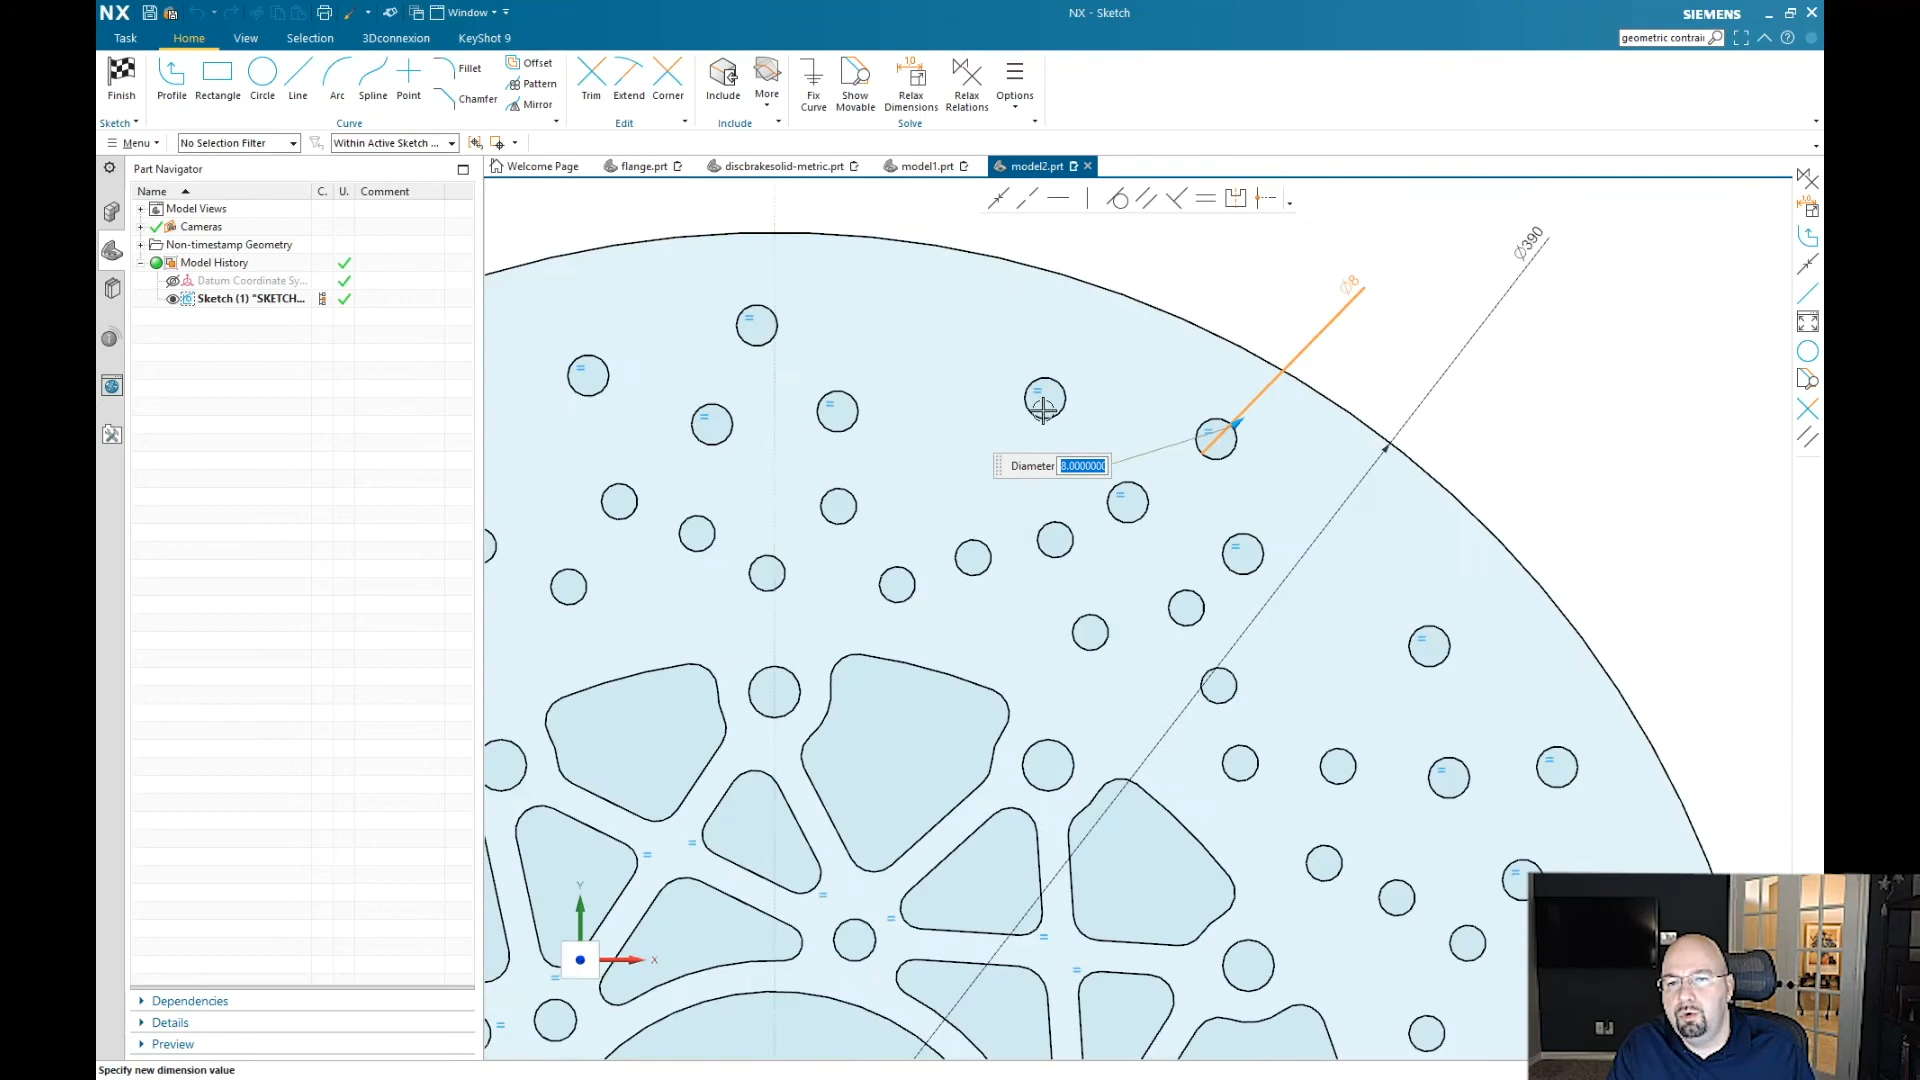 NX
Window
NX - Sketch
SIEMENS
Task
Home
View
Selection
3Dconnexion
KeyShot 9
geometric contrai
Finish
Profile
Rectangle
Circle
Line
Arc
Spline
Point
Fillet
Chamfer
Offset
Pattern
Mirror
Trim
Extend
Corner
Include
More
Fix Curve
Show Movable
10
Relax Dimensions
Relax Relations
Options
Sketch
Curve
Edit
Include
Solve
Menu
No Selection Filter
Within Active Sketch ...
Part Navigator
Welcome Page
flange.prt
discbrakesolid-metric.prt
model1.prt
model2.prt
Name
C.
U.
Comment
Model Views
Cameras
Non-timestamp Geometry
Model History
Datum Coordinate Sy...
Sketch (1) "SKETCH...
∅390
∅8
Diameter 8.0000000
Y
X
Dependencies
Details
Preview
Specify new dimension value